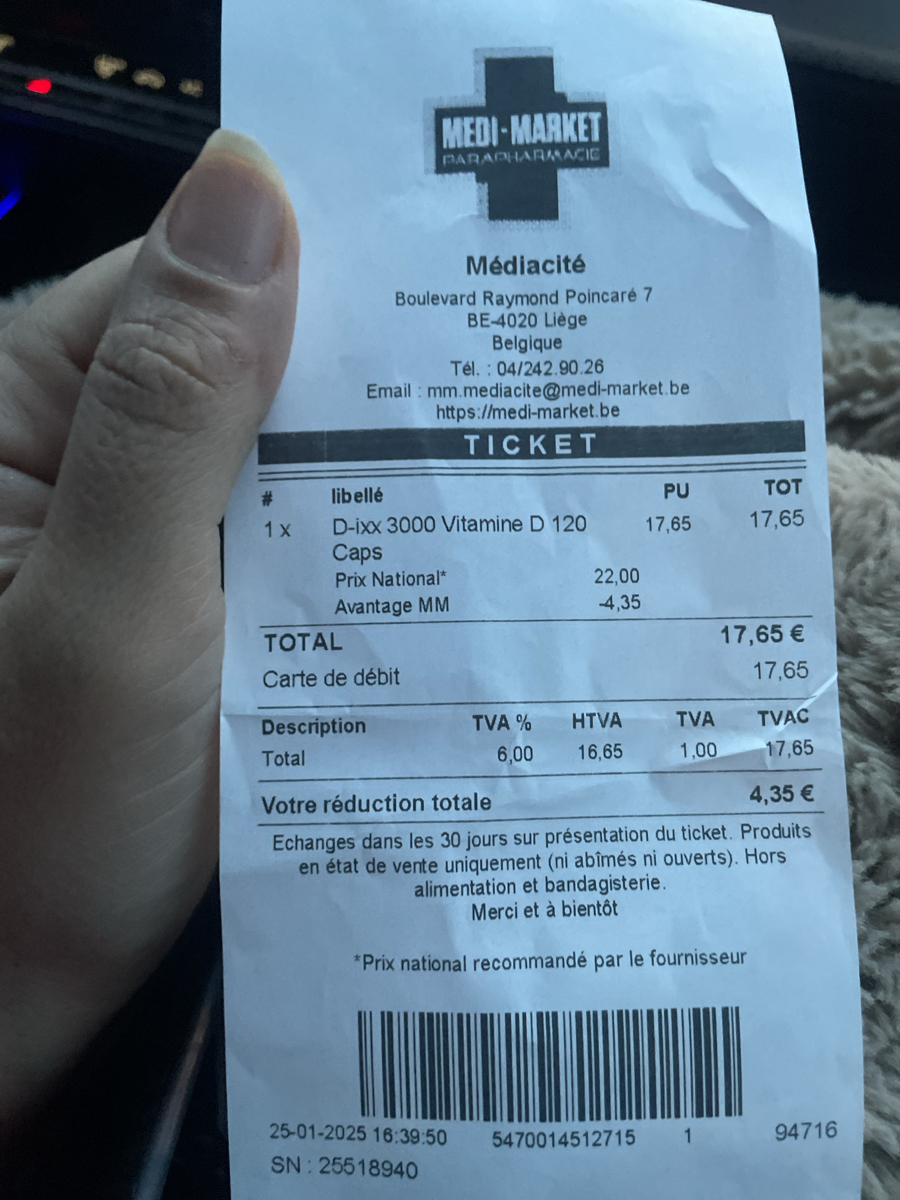 MEDI-MARKET
PARAPHARMACIE
Médiacité
Boulevard Raymond Poincaré 7
BE-4020 Liège
Belgique
Tél. : 04/242.90.26
Email : mm.mediacite@medi-market.be
https://medi-market.be
TICKET
# libellé PU TOT
1 x D-ixx 3000 Vitamine D 120 17,65 17,65
Caps
Prix National* 22,00
Avantage MM -4,35
TOTAL 17,65 €
Carte de débit 17,65
Description TVA % HTVA TVA TVAC
Total 6,00 16,65 1,00 17,65
Votre réduction totale 4,35 €
Echanges dans les 30 jours sur présentation du ticket. Produits
en état de vente uniquement (ni abîmés ni ouverts). Hors
alimentation et bandagisterie.
Merci et à bientôt
*Prix national recommandé par le fournisseur
25-01-2025 16:39:50 5470014512715 1 94716
SN : 25518940